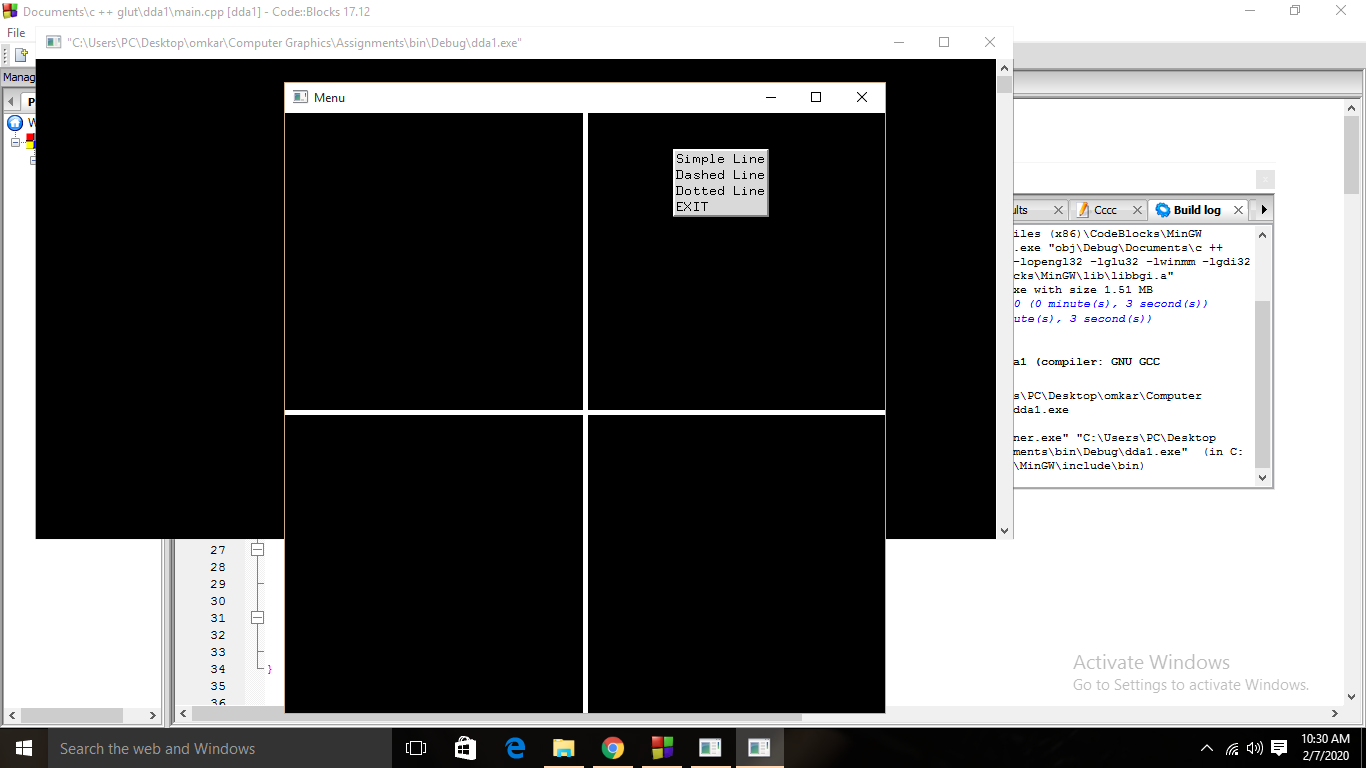 Documents\c ++ glut\dda1\main.cpp [dda1] - Code::Blocks 17.12
File
"C:\Users\PC\Desktop\omkar\Computer Graphics\Assignments\bin\Debug\dda1.exe"
Manag
P
W
Menu
Simple Line
Dashed Line
Dotted Line
EXIT
ults
Cccc
Build log
iles (x86)\CodeBlocks\MinGW
.exe "obj\Debug\Documents\c ++
-lopengl32 -lglu32 -lwinmm -lgdi32
cks\MinGW\lib\libbgi.a"
xe with size 1.51 MB
0 (0 minute(s), 3 second(s))
ute(s), 3 second(s))
a1 (compiler: GNU GCC
s\PC\Desktop\omkar\Computer
dda1.exe
ner.exe" "C:\Users\PC\Desktop
ments\bin\Debug\dda1.exe" (in C:
\MinGW\include\bin)
27
28
29
30
31
32
33
34 }
35
36
Activate Windows
Go to Settings to activate Windows.
Search the web and Windows
10:30 AM
2/7/2020